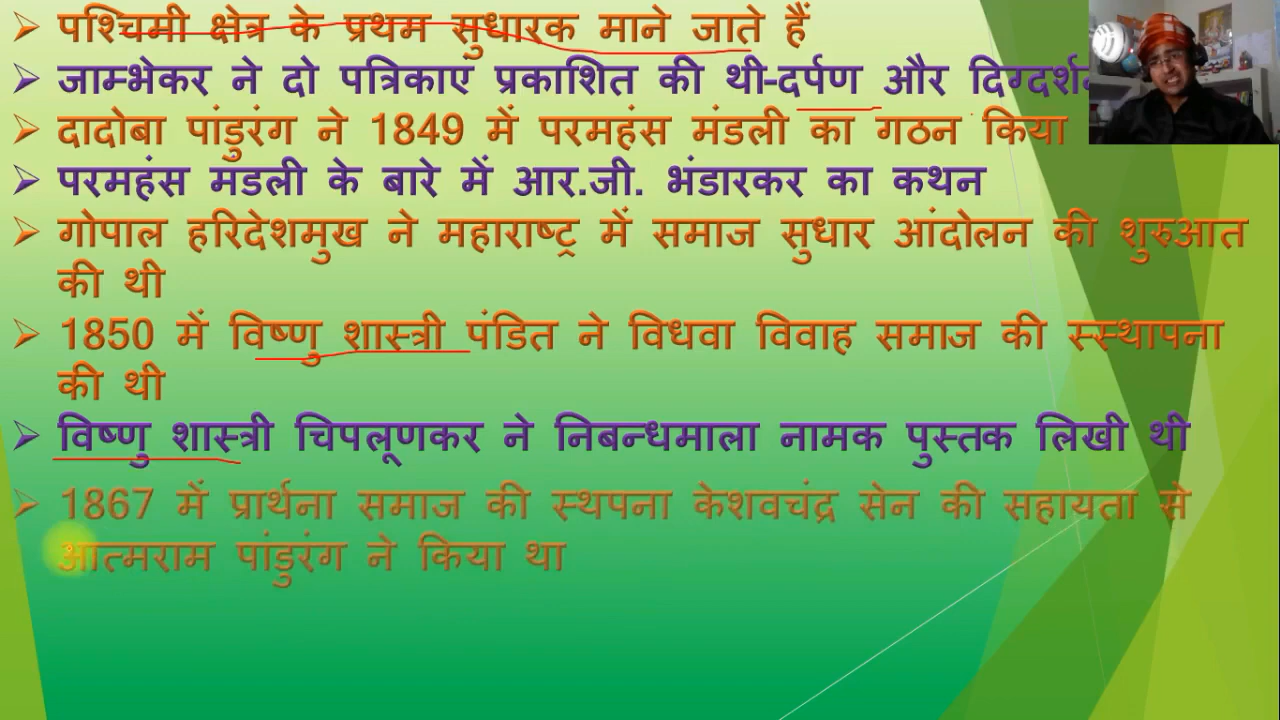 पश्चिमी क्षेत्र के प्रथम सुधारक माने जाते हैं
जाम्भेकर ने दो पत्रिकाएं प्रकाशित की थी-दर्पण और
दादोबा पांडुरंग ने 1849 में परमहंस मंडली का गठन किया
परमहंस मंडली के बारे में आर.जी. भंडारकर का कथन
गोपाल हरिदेशमुख ने महाराष्ट्र में समाज सुधार आंदोलन की शुरुआत
की थी
1850 में विष्णु शास्त्री पंडित ने विधवा विवाह समाज की स्स्थापना
की थी
विष्णु शास्त्री चिपलूणकर ने निबन्धमाला नामक पुस्तक लिखी थी
1867 में प्रार्थना समाज की स्थपना केशवचंद्र सेन की सहायता से
आत्मराम पांडुरंग ने किया था